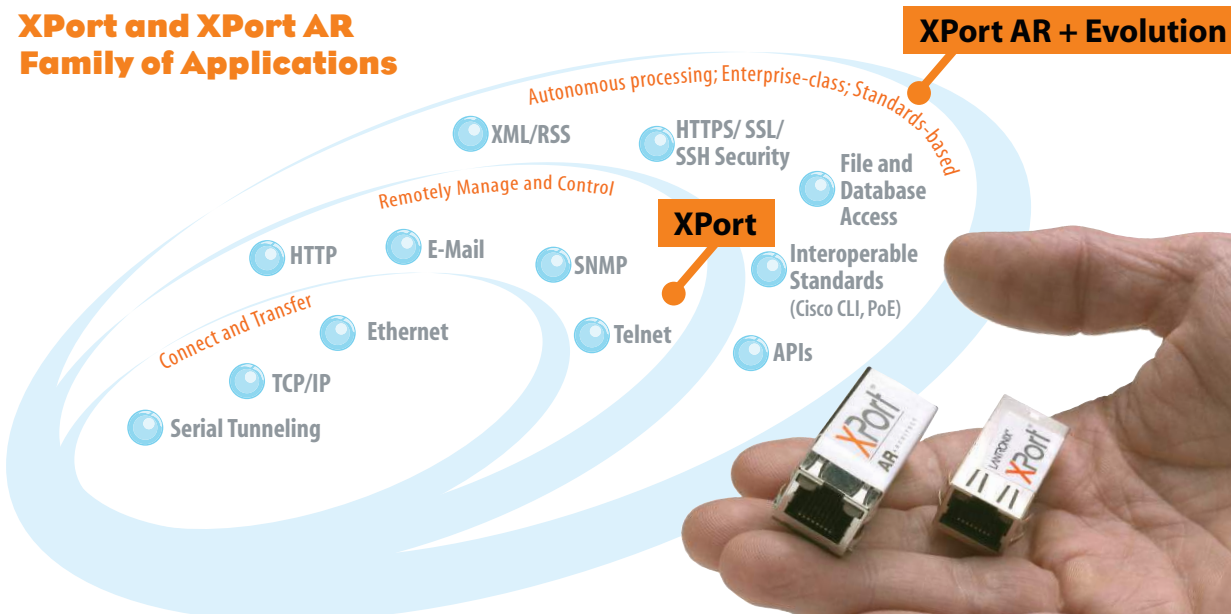 XPort and XPort AR
Family of Applications
XPort AR + Evolution
Autonomous processing; Enterprise-class; Standards-based
XML/RSS
HTTPS/ SSL/
SSH Security
File and
Database
Access
Remotely Manage and Control
XPort
HTTP
E-Mail
SNMP
Interoperable
Standards
(Cisco CLI, PoE)
Connect and Transfer
Ethernet
Telnet
APIs
TCP/IP
Serial Tunneling
XPort®
AR
LANTRONIX®
XPort®